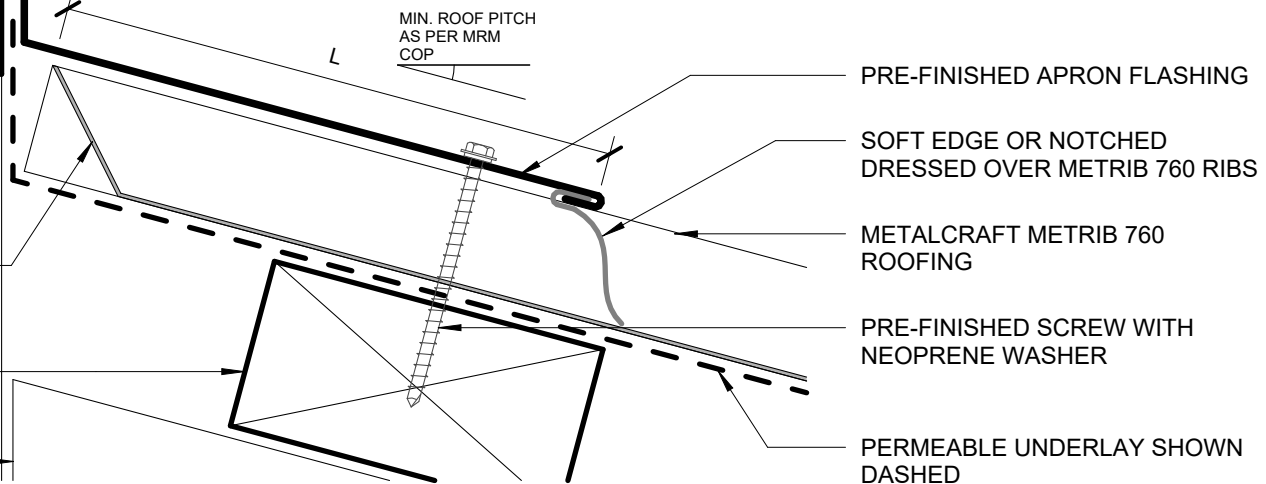 MIN. ROOF PITCH
AS PER MRM
COP
L
PRE-FINISHED APRON FLASHING
SOFT EDGE OR NOTCHED
DRESSED OVER METRIB 760 RIBS
METALCRAFT METRIB 760
ROOFING
PRE-FINISHED SCREW WITH
NEOPRENE WASHER
PERMEABLE UNDERLAY SHOWN
DASHED